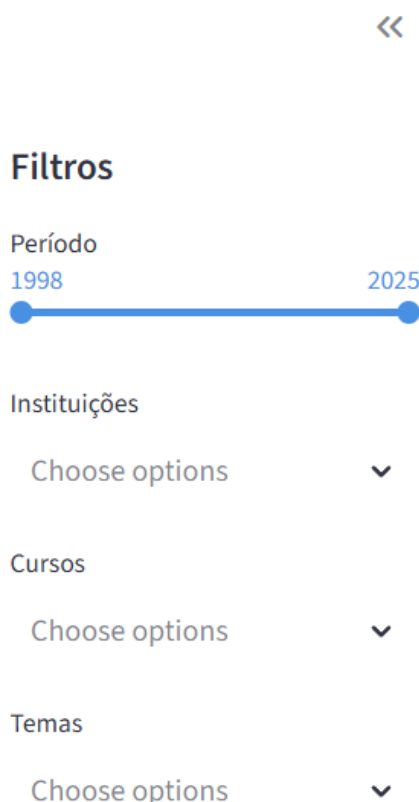 Filtros
Período
1998 2025
Instituições
Choose options
Cursos
Choose options
Temas
Choose options